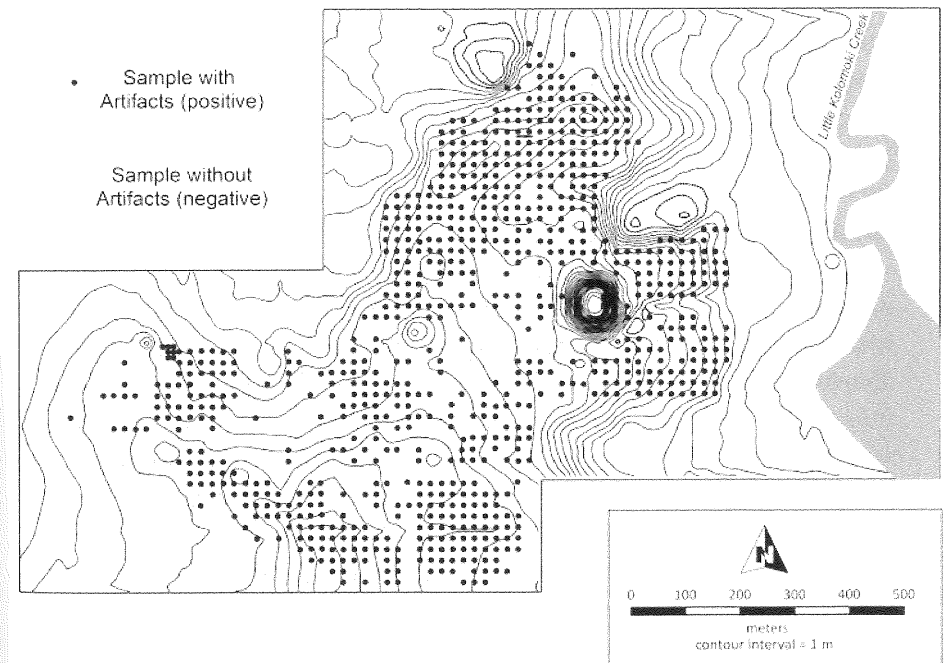 Sample with
Artifacts (positive)
Sample without
Artifacts (negative)
Little Kolomoki Creek
N
0 100 200 300 400 500
meters
contour interval = 1 m